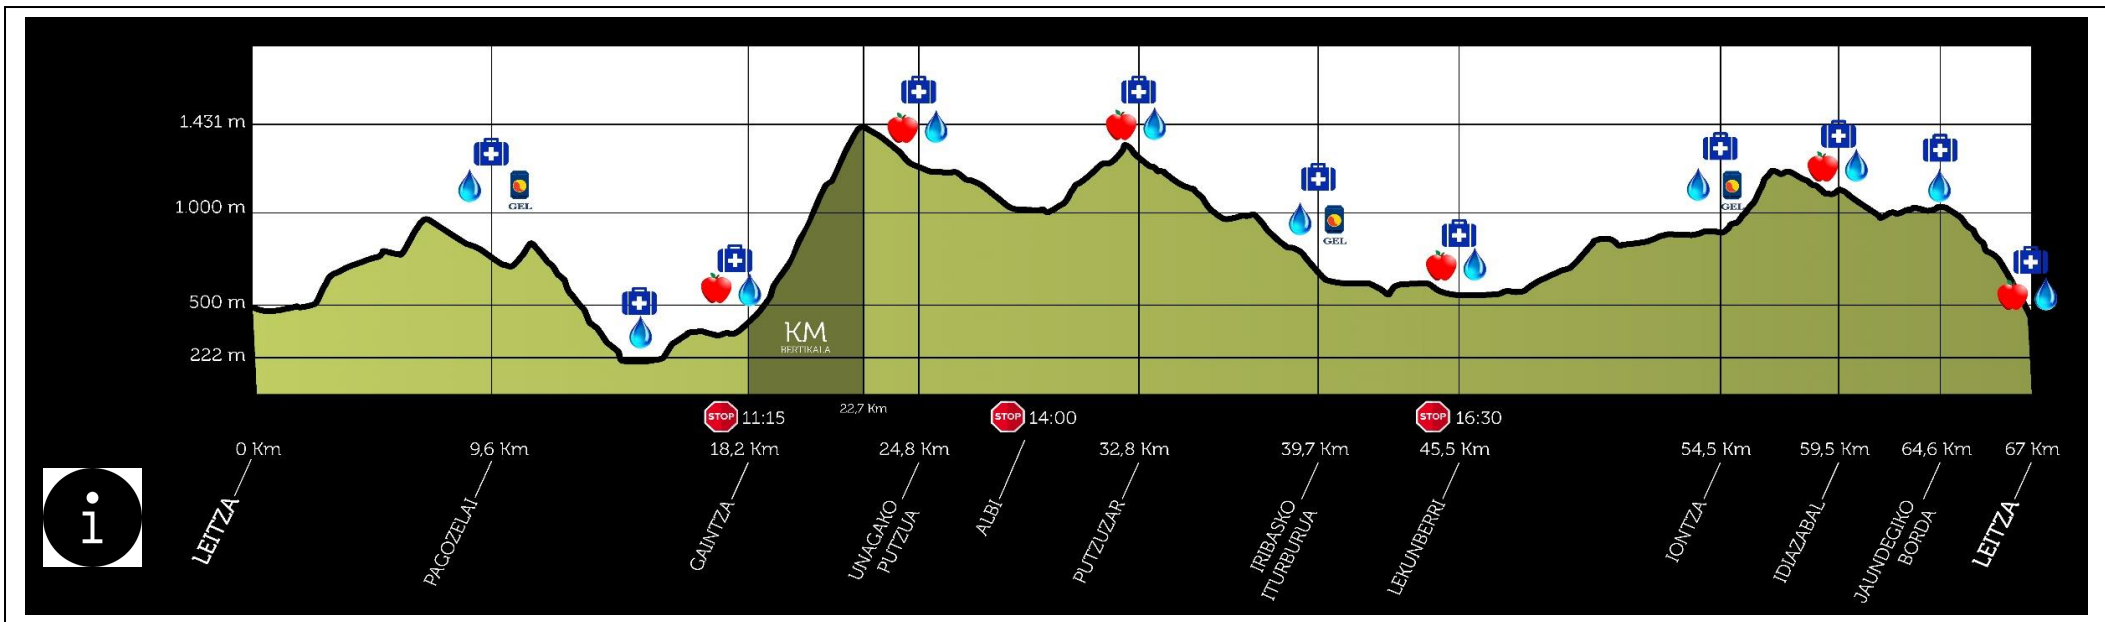 1.431 m
1.000 m
500 m
222 m
GEL
GEL
GEL
KM
BERTIKALA
STOP 11:15
22,7 Km
STOP 14:00
STOP 16:30
0 Km
9,6 Km
18,2 Km
24,8 Km
32,8 Km
39,7 Km
45,5 Km
54,5 Km
59,5 Km
64,6 Km
67 Km
LEITZA
PAGOZELAI
GAINTZA
UNAGAKO
PUTZUA
ALBI
PUTZUZAR
IRIBASKO
ITURBURUA
LEKUNBERRI
IONTZA
IDIAZABAL
JAUNDEGIKO
BORDA
LEITZA
i